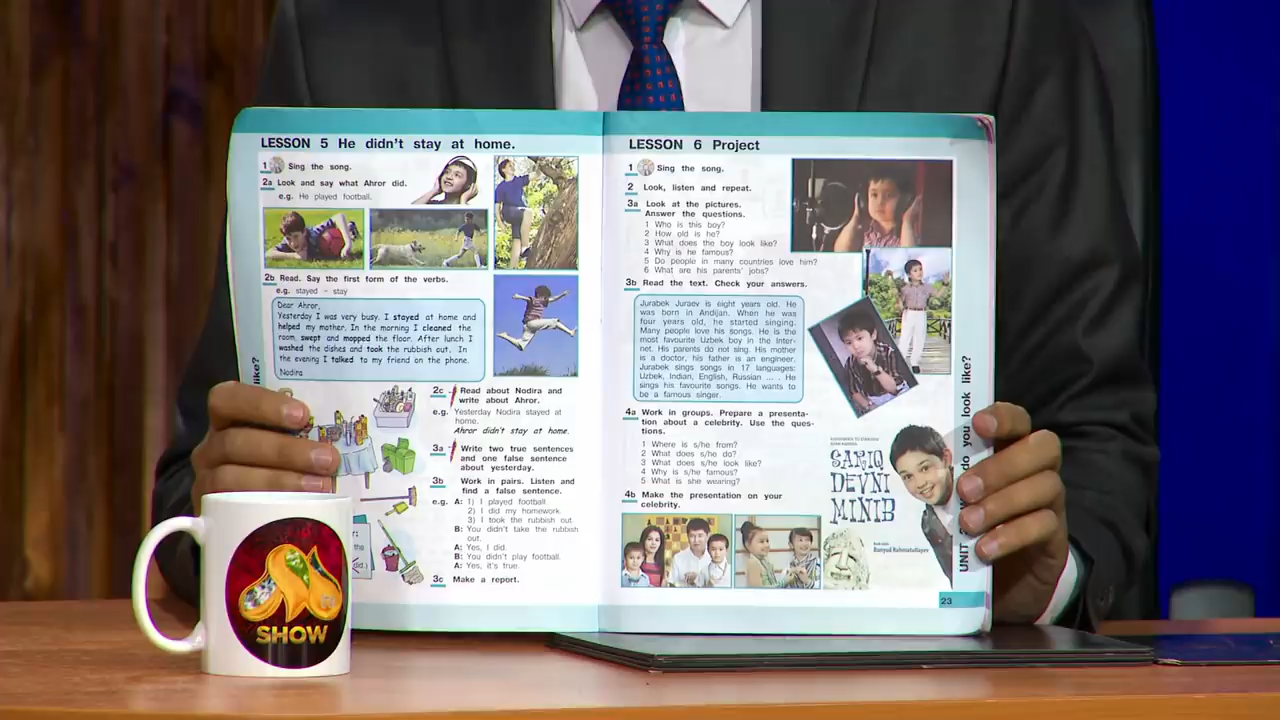 LESSON 5 He didn't stay at home.
1 Sing the song.
2a Look and say what Ahror did.
e.g. He played football.
2b Read. Say the first form of the verbs.
e.g. stayed – stay
Dear Ahror,
Yesterday I was very busy. I stayed at home and
helped my mother. In the morning I cleaned the
room, swept and mopped the floor. After lunch I
washed the dishes and took the rubbish out. In
the evening I talked to my friend on the phone.
Nodira
2c Read about Nodira and
write about Ahror.
e.g. Yesterday Nodira stayed at
home.
Ahror didn't stay at home.
3a Write two true sentences
and one false sentence
about yesterday.
3b Work in pairs. Listen and
find a false sentence.
e.g. A: 1) I played football.
2) I did my homework.
3) I took the rubbish out.
B: You didn't take the rubbish
out.
A: Yes, I did.
B: You didn't play football.
A: Yes, it's true.
3c Make a report.
like?
the
did.)
LESSON 6 Project
1 Sing the song.
2 Look, listen and repeat.
3a Look at the pictures.
Answer the questions.
1 Who is this boy?
2 How old is he?
3 What does the boy look like?
4 Why is he famous?
5 Do people in many countries love him?
6 What are his parents' jobs?
3b Read the text. Check your answers.
Jurabek Juraev is eight years old. He
was born in Andijan. When he was
four years old, he started singing.
Many people love his songs. He is the
most favourite Uzbek boy in the Inter-
net. His parents do not sing. His mother
is a doctor, his father is an engineer.
Jurabek sings songs in 17 languages:
Uzbek, Indian, English, Russian ... . He
sings his favourite songs. He wants to
be a famous singer.
4a Work in groups. Prepare a presenta-
tion about a celebrity. Use the ques-
tions.
1 Where is s/he from?
2 What does s/he do?
3 What does s/he look like?
4 Why is s/he famous?
5 What is s/he wearing?
4b Make the presentation on your
celebrity.
SARIQ
DEVNI
MINIB
UNIT
do you look like?
23
SHOW